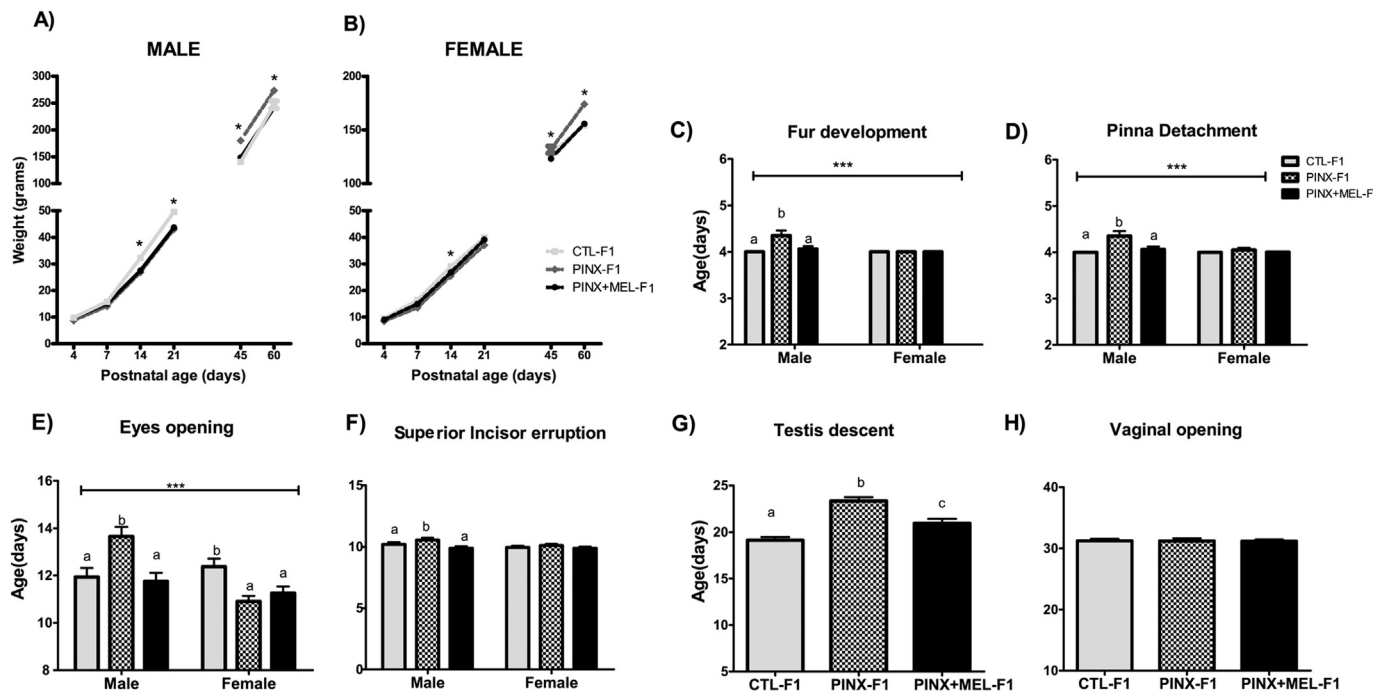 A)
MALE
B)
FEMALE
Weight (grams)
300
250
200
150
100
50
40
30
20
10
0
*
*
*
*
4 7 14 21 45 60
Postnatal age (days)
200
150
100
50
40
30
20
10
0
*
*
*
CTL-F1
PINX-F1
PINX+MEL-F1
4 7 14 21 45 60
Postnatal age (days)
C)
Fur development
Age(days)
6
4
2
***
a b a
Male Female
D)
Pinna Detachment
6
4
2
***
a b a
Male Female
CTL-F1
PINX-F1
PINX+MEL-F
E)
Eyes opening
Age(days)
16
14
12
10
8
***
a b a b a a
Male Female
F)
Superior Incisor erruption
15
10
5
0
a b a
Male Female
G)
Testis descent
Age(days)
25
20
15
10
5
a b c
CTL-F1 PINX-F1 PINX+MEL-F1
H)
Vaginal opening
40
30
20
10
CTL-F1 PINX-F1 PINX+MEL-F1